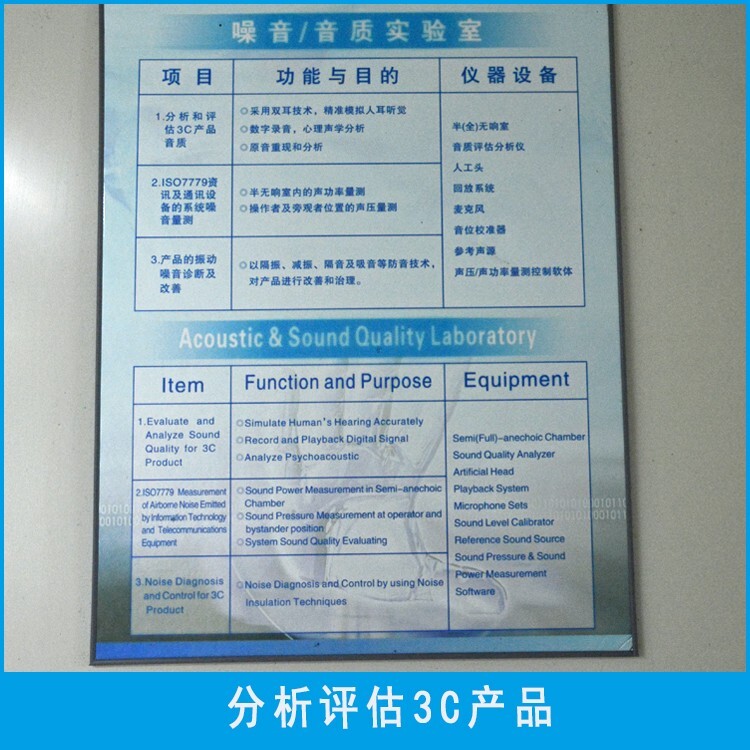 噪音/音质实验室
项目
功能与目的
仪器设备
1.分析和评
估3C产品
音质
◎采用双耳技术，精准模拟人耳听觉
◎数字录音，心理声学分析
◎原音重现和分析
2.ISO7779资
讯及通讯设
备的系统噪
音量测
◎半无响室内的声功率量测
◎操作者及旁观者位置的声压量测
3.产品的振动
噪音诊断及
改善
◎以隔振、减振、隔音及吸音等防音技术，
对产品进行改善和治理。
半(全)无响室
音质评估分析仪
人工头
回放系统
麦克风
音位校准器
参考声源
声压/声功率量测控制软体
Acoustic & Sound Quality Laboratory
Item
Function and Purpose
Equipment
1.Evaluate and
Analyze Sound
Quality for 3C
Product
◎Simulate Human's Hearing Accurately
◎Record and Playback Digital Signal
◎Analyze Psychoacoustic
2.ISO7779 Measurement
of Airborne Noise Emitted
by Information Technology
and Telecommunications
Equipment
◎Sound Power Measurement in Semi-anechoic
Chamber
◎Sound Pressure Measurement at operator and
bystander position
◎System Sound Quality Evaluating
3.Noise Diagnosis
and Control for 3C
Product
◎Noise Diagnosis and Control by using Noise
Insulation Techniques
Semi(Full)-anechoic Chamber
Sound Quality Analyzer
Artificial Head
Playback System
Microphone Sets
Sound Level Calibrator
Reference Sound Source
Sound Pressure & Sound
Power Measurement
Software
分析评估3C产品